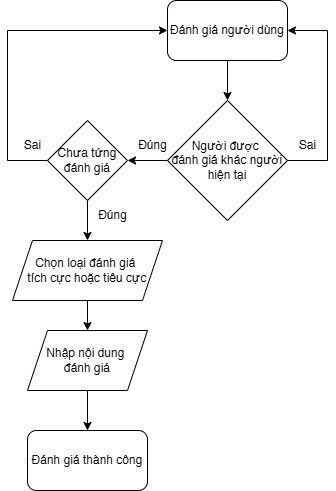 Đánh giá người dùng
Sai
Chưa từng
đánh giá
Đúng
Người được
đánh giá khác người
hiện tại
Sai
Đúng
Chọn loại đánh giá
tích cực hoặc tiêu cực
Nhập nội dung
đánh giá
Đánh giá thành công